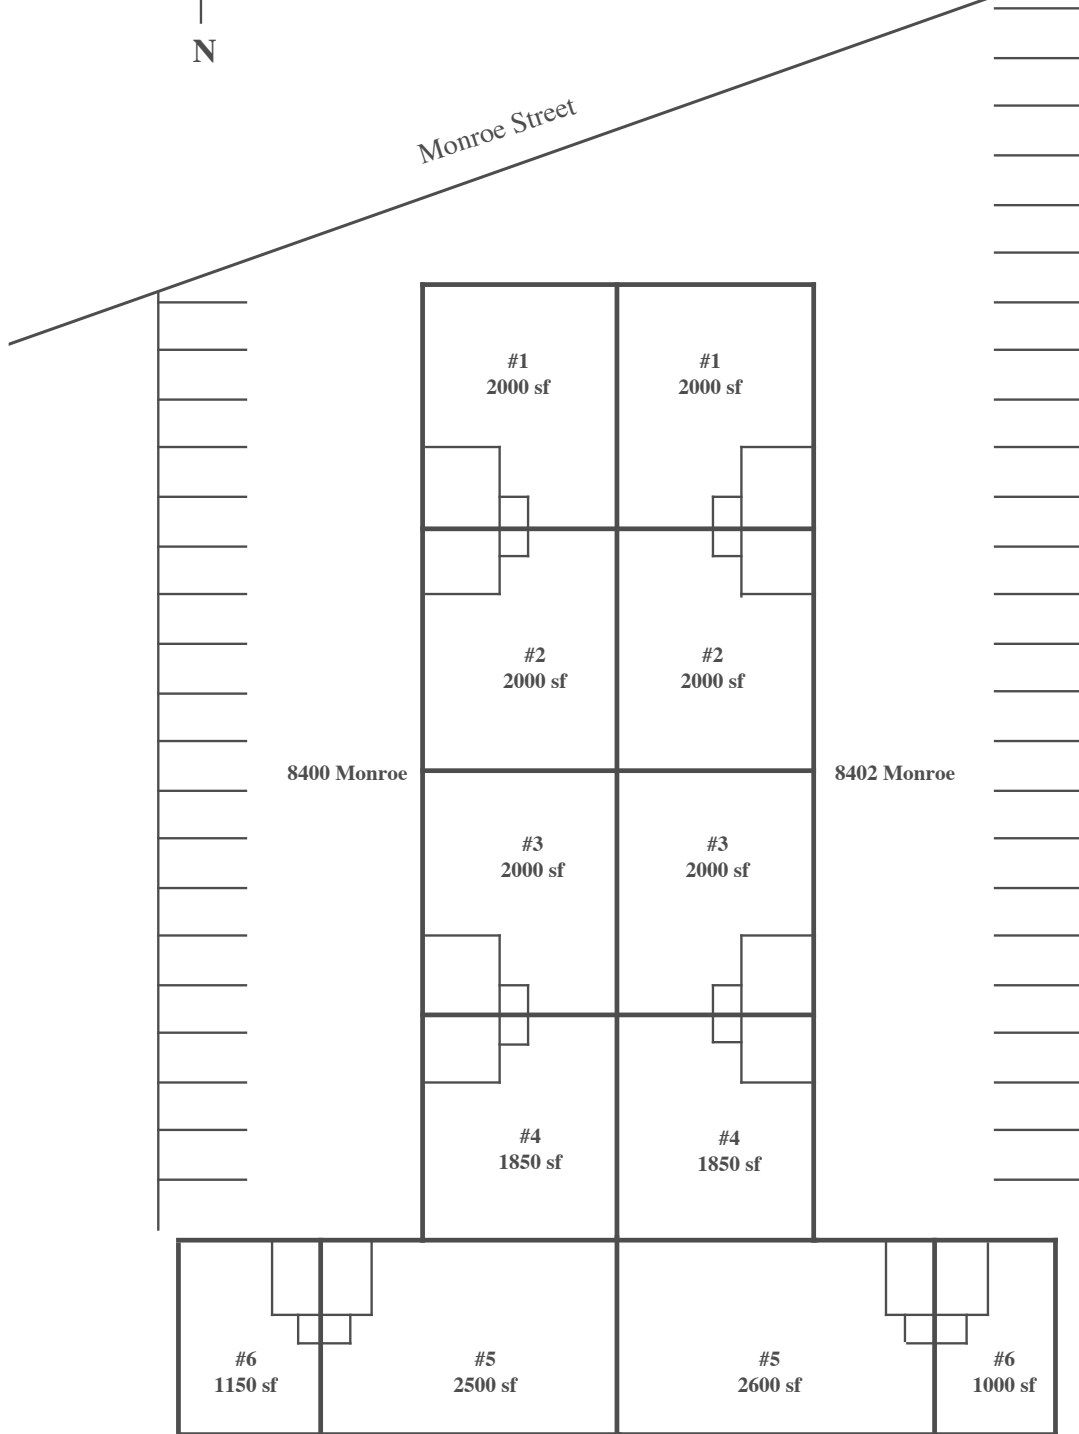 N
Monroe Street
#1
2000 sf
#1
2000 sf
#2
2000 sf
#2
2000 sf
8400 Monroe
8402 Monroe
#3
2000 sf
#3
2000 sf
#4
1850 sf
#4
1850 sf
#6
1150 sf
#5
2500 sf
#5
2600 sf
#6
1000 sf